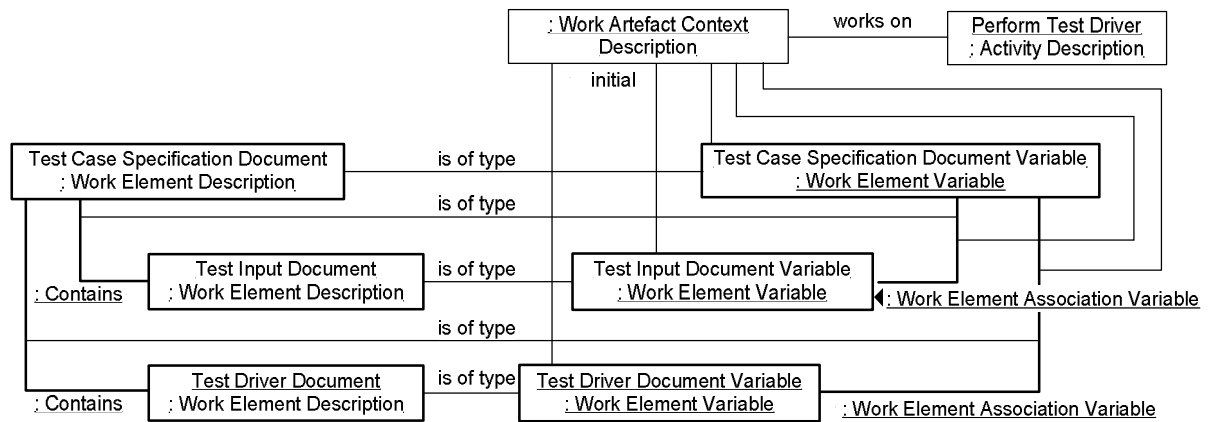 : Work Artefact Context
Description
works on
Perform Test Driver
: Activity Description
initial
Test Case Specification Document
: Work Element Description
is of type
Test Case Specification Document Variable
: Work Element Variable
is of type
Test Input Document
: Work Element Description
is of type
Test Input Document Variable
: Work Element Variable
: Contains
: Work Element Association Variable
is of type
Test Driver Document
: Work Element Description
is of type
Test Driver Document Variable
: Work Element Variable
: Contains
: Work Element Association Variable